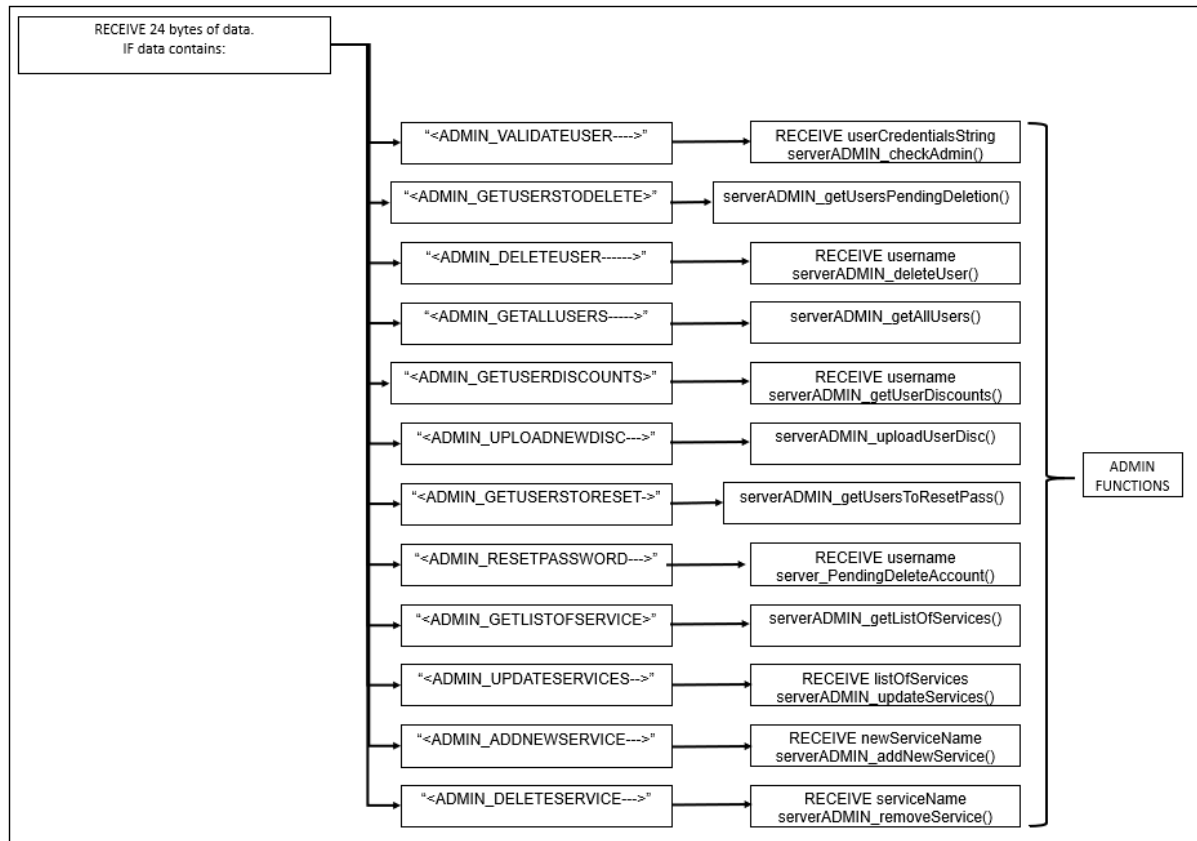 RECEIVE 24 bytes of data.
IF data contains:
“<ADMIN_VALIDATEUSER---->”
RECEIVE userCredentialsString
serverADMIN_checkAdmin()
“<ADMIN_GETUSERSTODELETE>”
serverADMIN_getUsersPendingDeletion()
“<ADMIN_DELETEUSER------>”
RECEIVE username
serverADMIN_deleteUser()
“<ADMIN_GETALLUSERS----->”
serverADMIN_getAllUsers()
“<ADMIN_GETUSERDISCOUNTS>”
RECEIVE username
serverADMIN_getUserDiscounts()
“<ADMIN_UPLOADNEWDISC--->”
serverADMIN_uploadUserDisc()
“<ADMIN_GETUSERSTORESET->”
serverADMIN_getUsersToResetPass()
“<ADMIN_RESETPASSWORD--->”
RECEIVE username
server_PendingDeleteAccount()
“<ADMIN_GETLISTOFSERVICE>”
serverADMIN_getListOfServices()
“<ADMIN_UPDATESERVICES-->”
RECEIVE listOfServices
serverADMIN_updateServices()
“<ADMIN_ADDNEWSERVICE--->”
RECEIVE newServiceName
serverADMIN_addNewService()
“<ADMIN_DELETESERVICE--->”
RECEIVE serviceName
serverADMIN_removeService()
ADMIN
FUNCTIONS